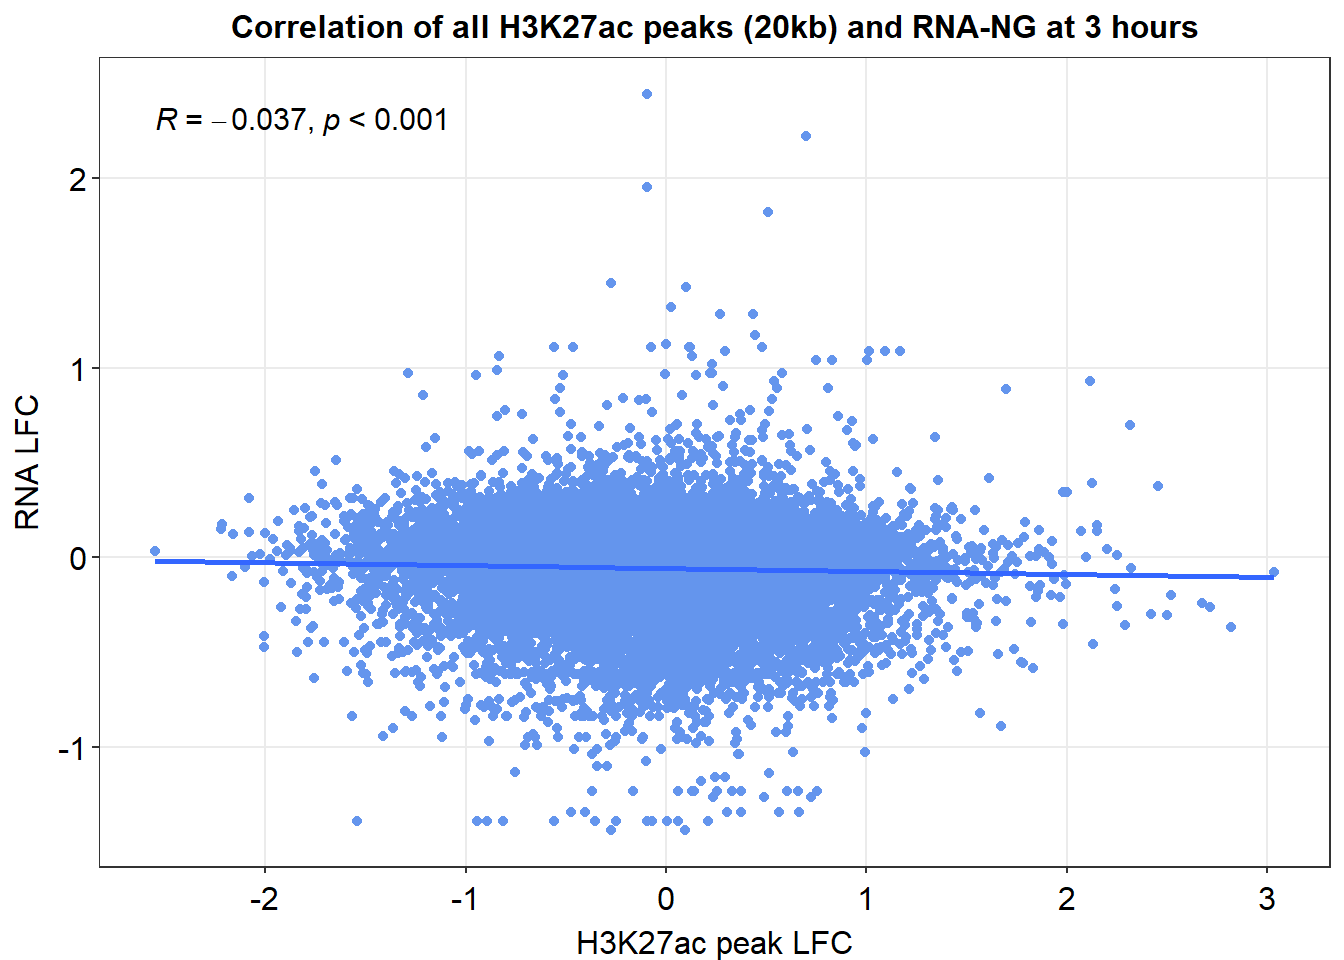 Correlation of all H3K27ac peaks (20kb) and RNA-NG at 3 hours
R = −0.037, p < 0.001
2
1
0
-1
RNA LFC
-2 -1 0 1 2 3
H3K27ac peak LFC